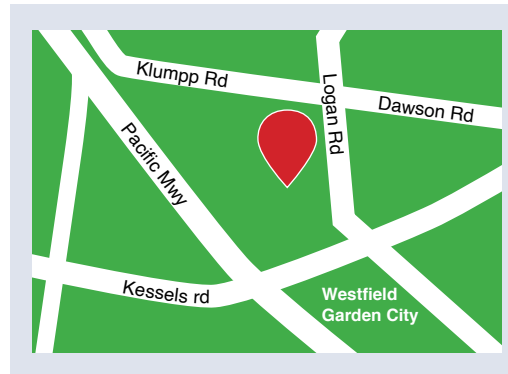 Klumpp Rd
Logan Rd
Dawson Rd
Pacific Mwy
Kessels rd
Westfield
Garden City